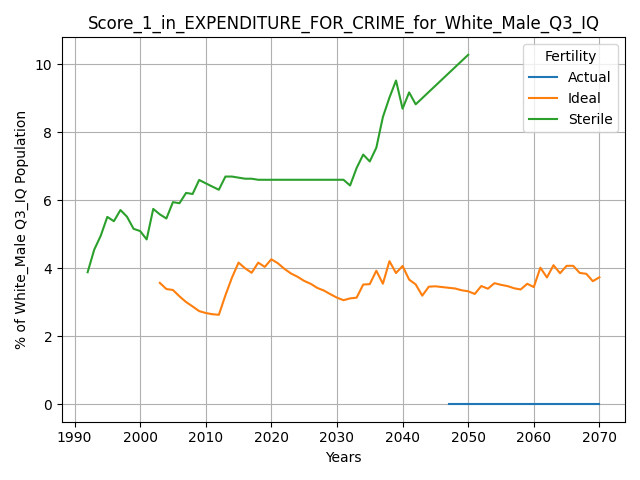 Score_1_in_EXPENDITURE_FOR_CRIME_for_White_Male_Q3_IQ
% of White_Male Q3_IQ Population
10
8
6
4
2
0
Fertility
Actual
Ideal
Sterile
1990 2000 2010 2020 2030 2040 2050 2060 2070
Years